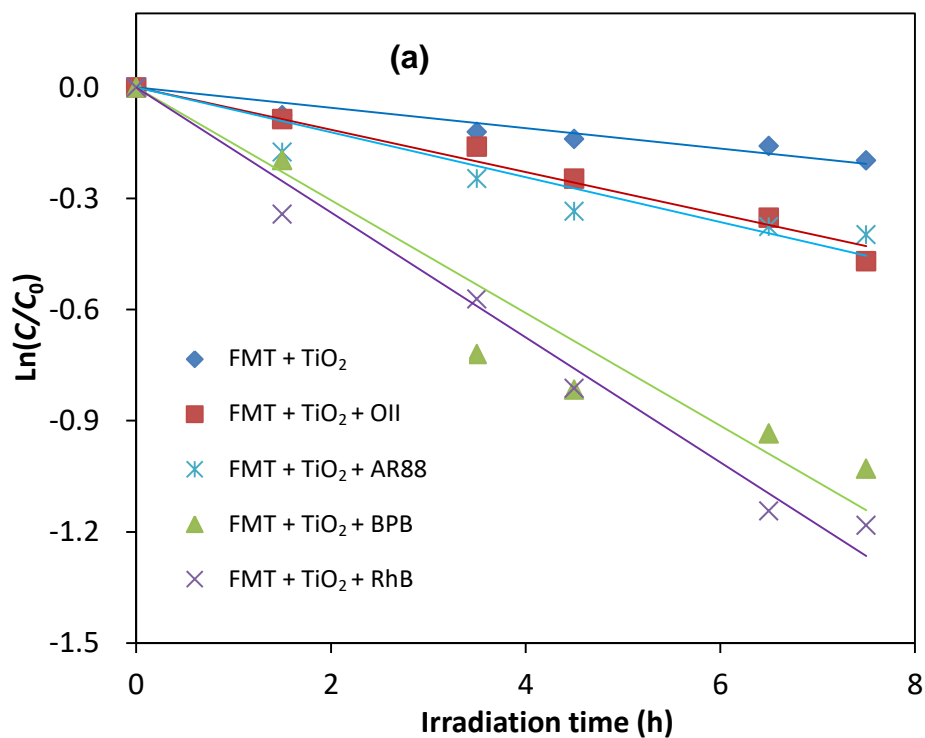 (a)
0.0
-0.3
-0.6
-0.9
-1.2
-1.5
Ln(C/C₀)
FMT + TiO₂
FMT + TiO₂ + OII
FMT + TiO₂ + AR88
FMT + TiO₂ + BPB
FMT + TiO₂ + RhB
0 2 4 6 8
Irradiation time (h)